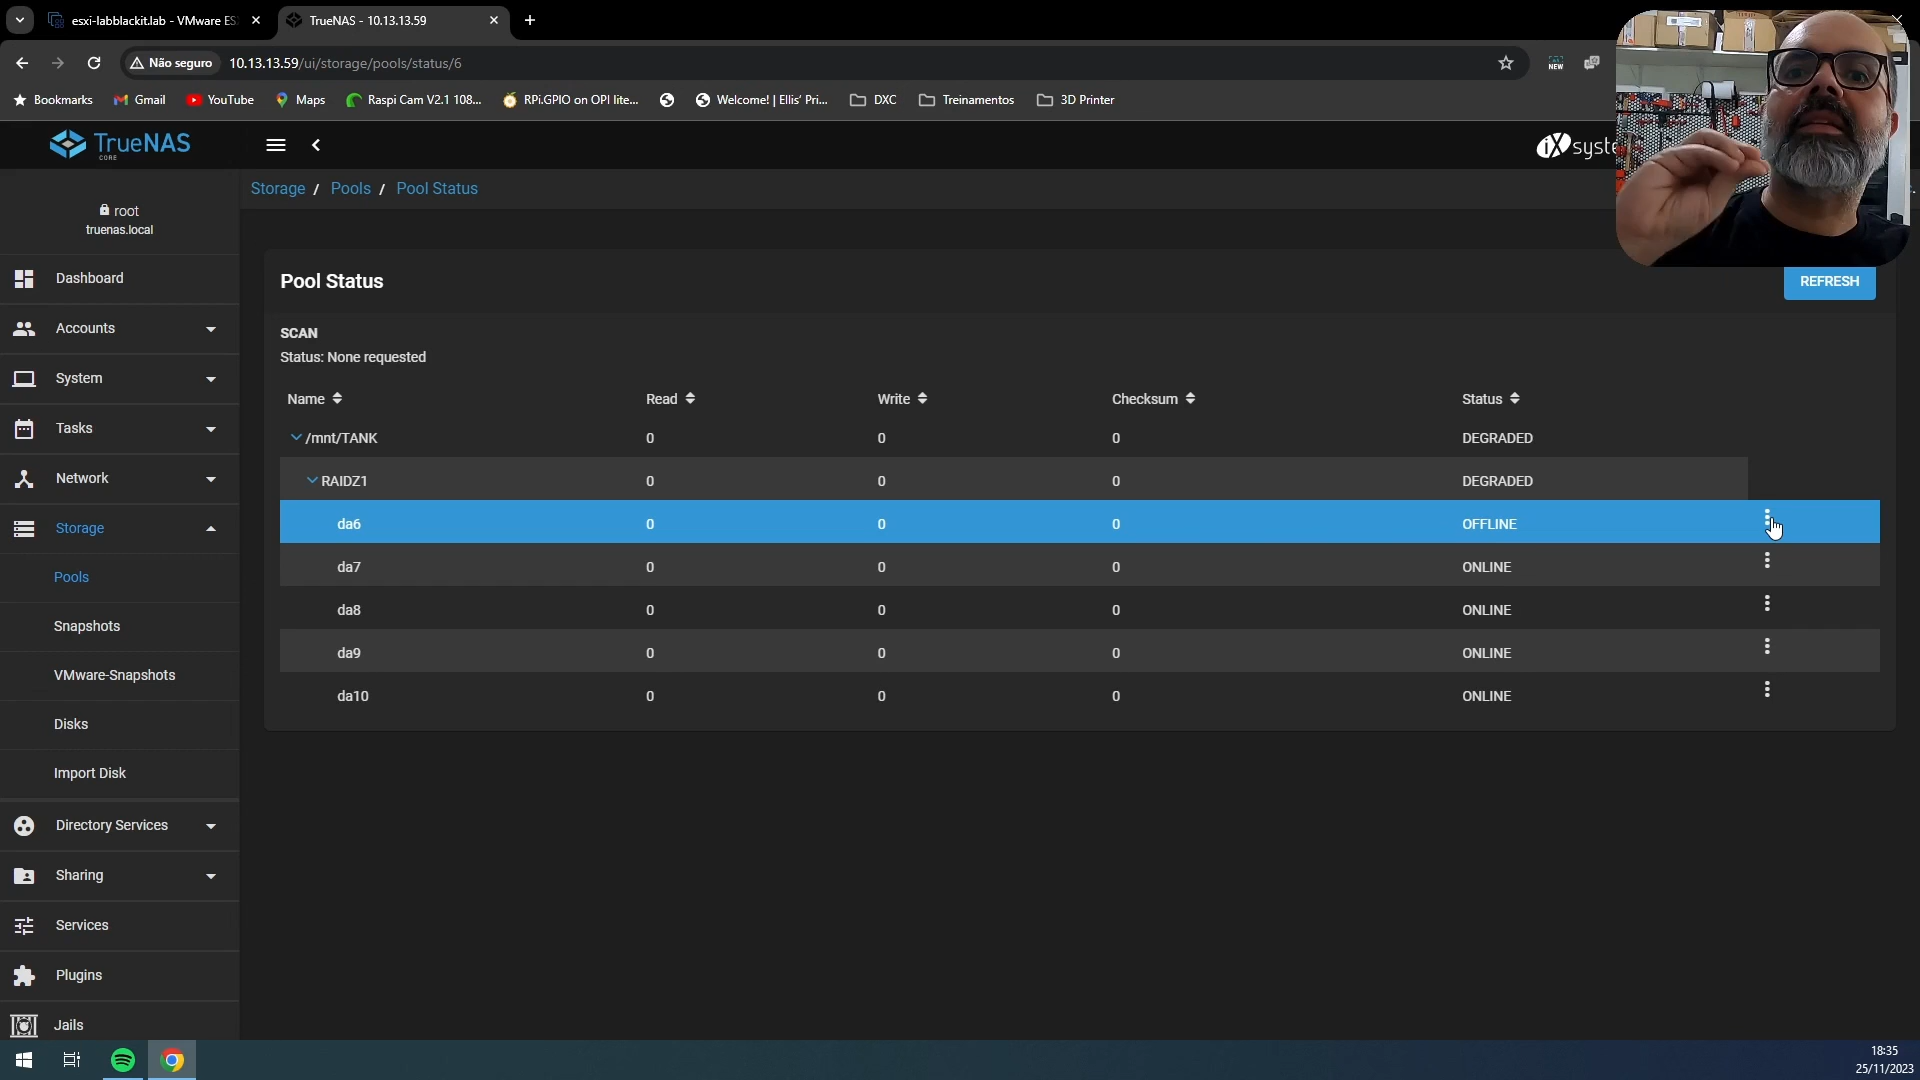 esxi-labblackit.lab - VMware ES
TrueNAS - 10.13.13.59
Não seguro
10.13.13.59/ui/storage/pools/status/6
NEW
Bookmarks
Gmail
YouTube
Maps
Raspi Cam V2.1 108...
RPi.GPIO on OPI lite...
Welcome! | Ellis' Pri...
DXC
Treinamentos
3D Printer
TrueNAS
CORE
iXsyste
Storage / Pools / Pool Status
root
truenas.local
Dashboard
Accounts
System
Tasks
Network
Storage
Pools
Snapshots
VMware-Snapshots
Disks
Import Disk
Directory Services
Sharing
Services
Plugins
Jails
Pool Status
REFRESH
SCAN
Status: None requested
Name Read Write Checksum Status
/mnt/TANK 0 0 0 DEGRADED
RAIDZ1 0 0 0 DEGRADED
da6 0 0 0 OFFLINE
da7 0 0 0 ONLINE
da8 0 0 0 ONLINE
da9 0 0 0 ONLINE
da10 0 0 0 ONLINE
18:35
25/11/2023